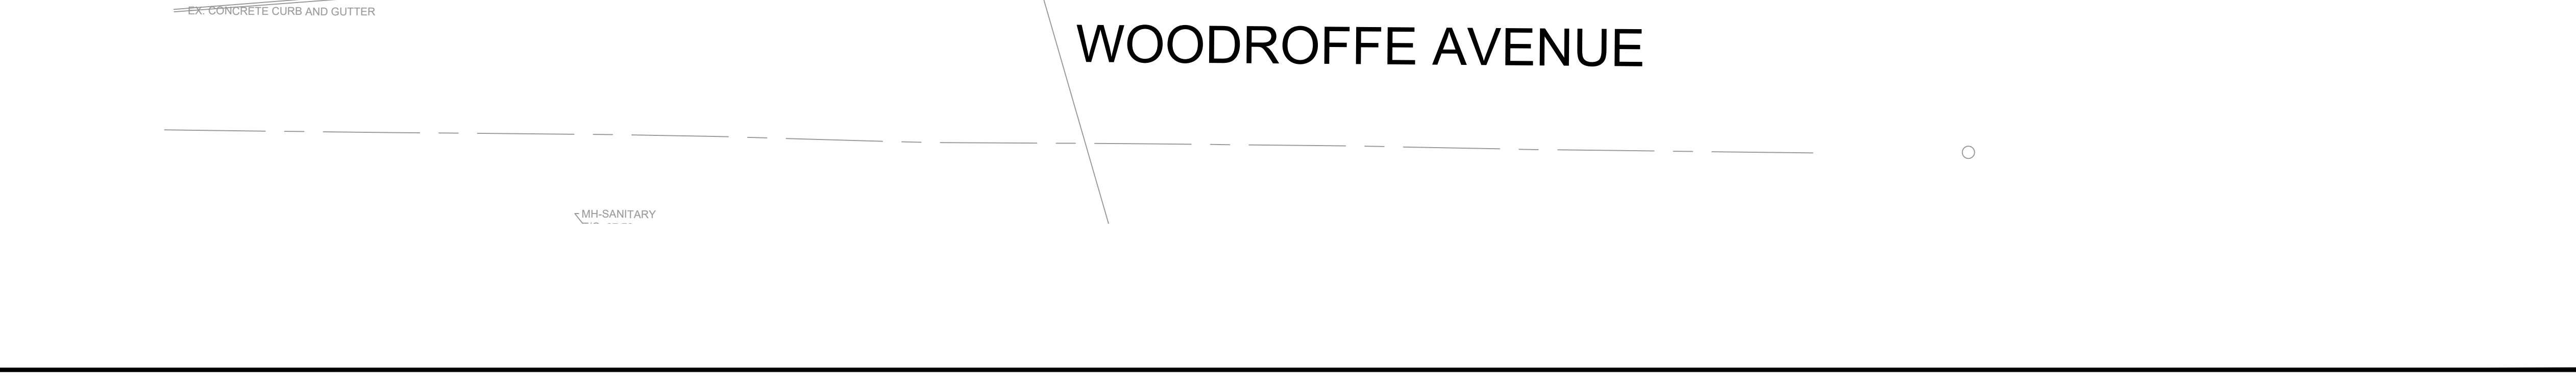 EX. CONCRETE CURB AND GUTTER
WOODROFFE AVENUE
MH-SANITARY